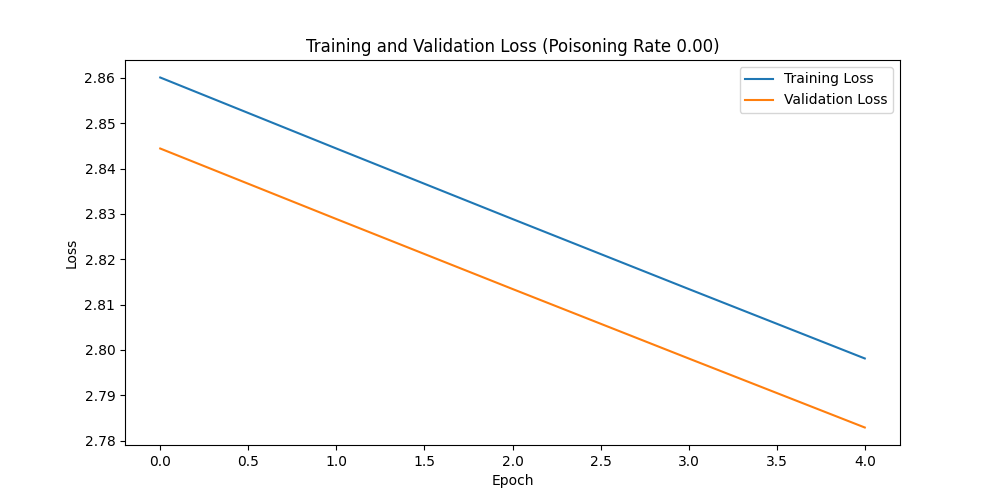 Training and Validation Loss (Poisoning Rate 0.00)
2.86
2.85
2.84
2.83
2.82
2.81
2.80
2.79
2.78
Loss
Training Loss
Validation Loss
0.0 0.5 1.0 1.5 2.0 2.5 3.0 3.5 4.0
Epoch